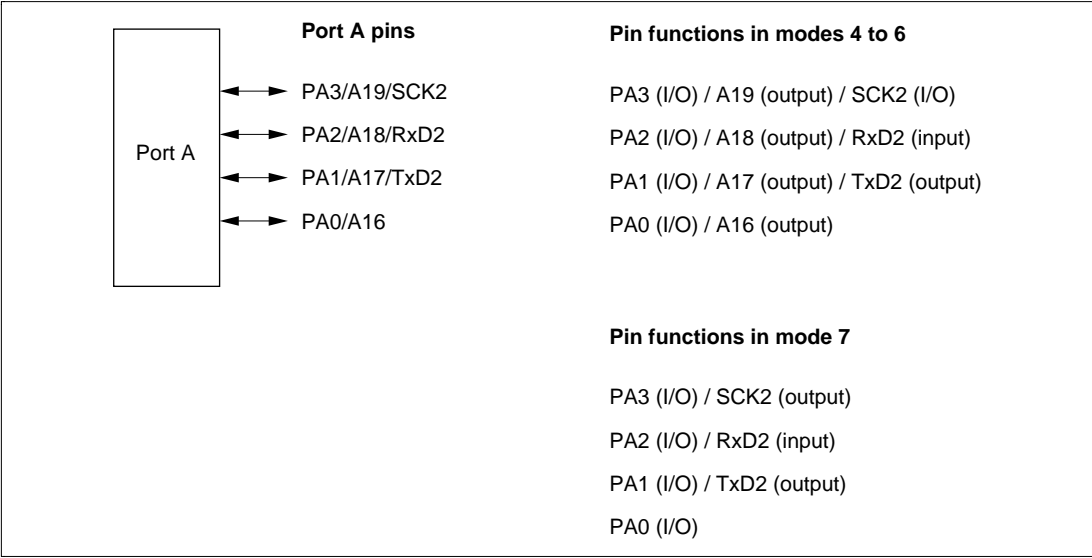 Port A
Port A pins
PA3/A19/SCK2
PA2/A18/RxD2
PA1/A17/TxD2
PA0/A16
Pin functions in modes 4 to 6
PA3 (I/O) / A19 (output) / SCK2 (I/O)
PA2 (I/O) / A18 (output) / RxD2 (input)
PA1 (I/O) / A17 (output) / TxD2 (output)
PA0 (I/O) / A16 (output)
Pin functions in mode 7
PA3 (I/O) / SCK2 (output)
PA2 (I/O) / RxD2 (input)
PA1 (I/O) / TxD2 (output)
PA0 (I/O)